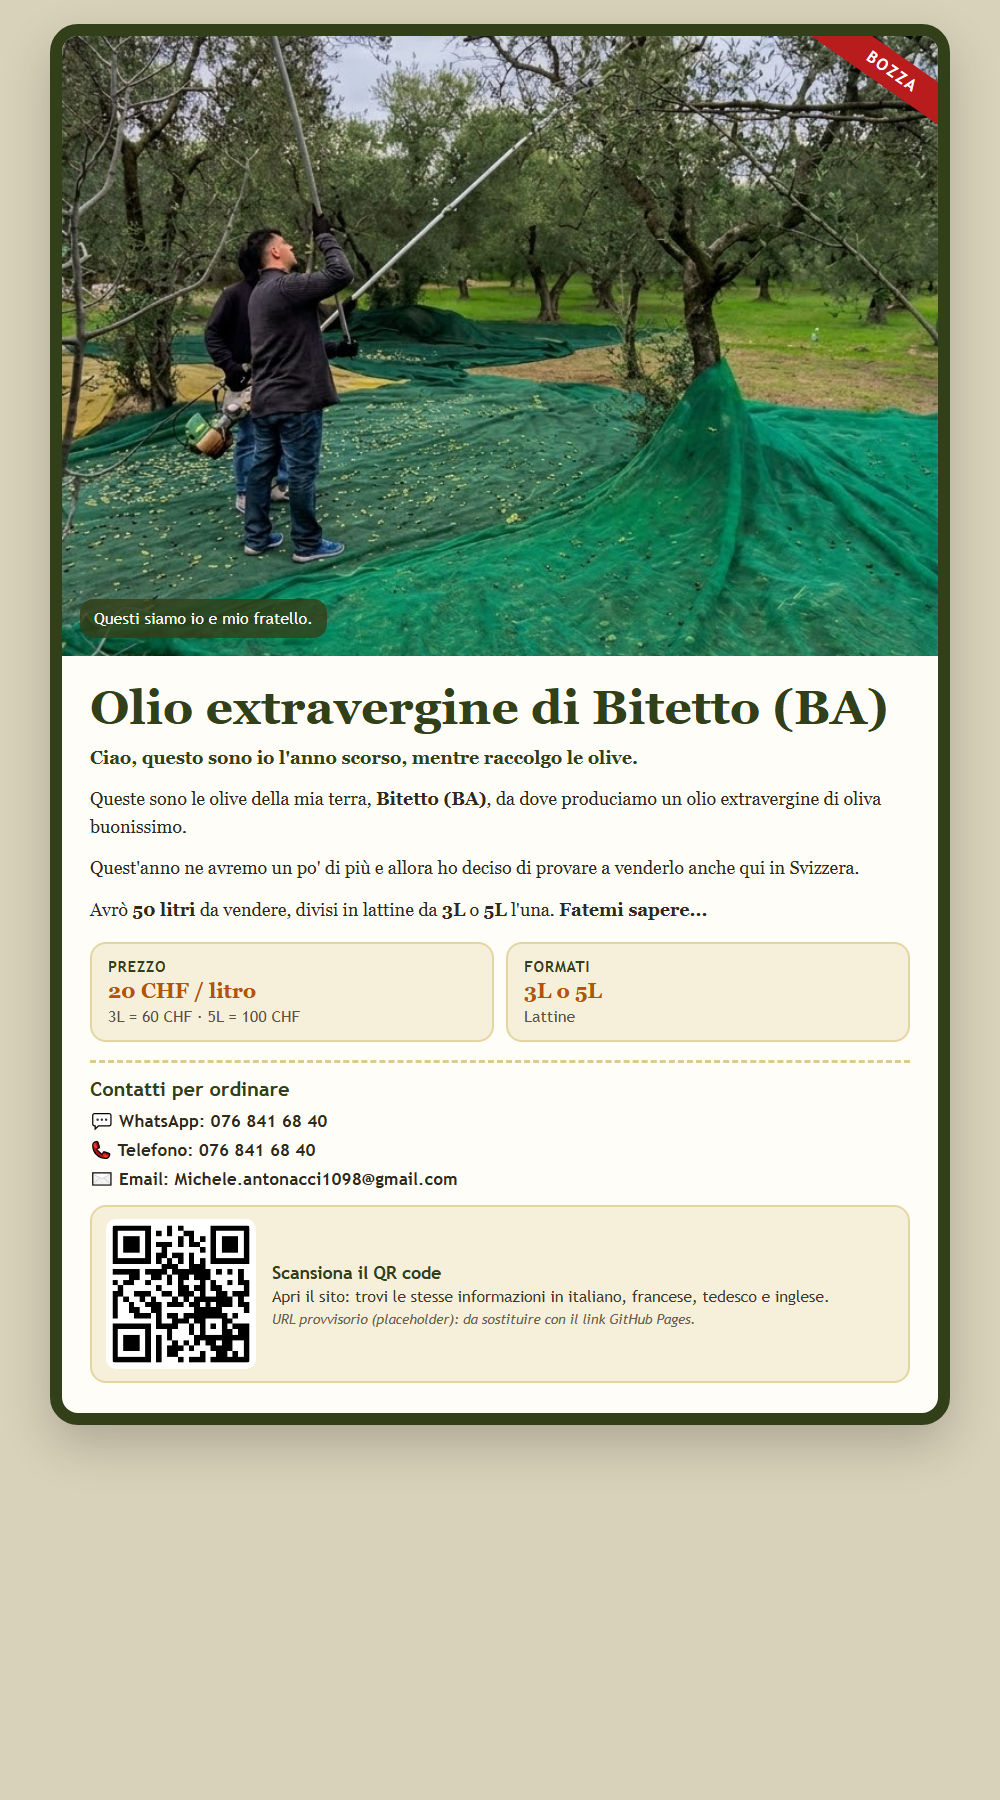 BOZZA
Questi siamo io e mio fratello.
Olio extravergine di Bitetto (BA)
Ciao, questo sono io l'anno scorso, mentre raccolgo le olive.
Queste sono le olive della mia terra, Bitetto (BA), da dove produciamo un olio extravergine di oliva
buonissimo.
Quest'anno ne avremo un po' di più e allora ho deciso di provare a venderlo anche qui in Svizzera.
Avrò 50 litri da vendere, divisi in lattine da 3L o 5L l'una. Fatemi sapere...
PREZZO
20 CHF / litro
3L = 60 CHF · 5L = 100 CHF
FORMATI
3L o 5L
Lattine
Contatti per ordinare
WhatsApp: 076 841 68 40
Telefono: 076 841 68 40
Email: Michele.antonacci1098@gmail.com
Scansiona il QR code
Apri il sito: trovi le stesse informazioni in italiano, francese, tedesco e inglese.
URL provvisorio (placeholder): da sostituire con il link GitHub Pages.